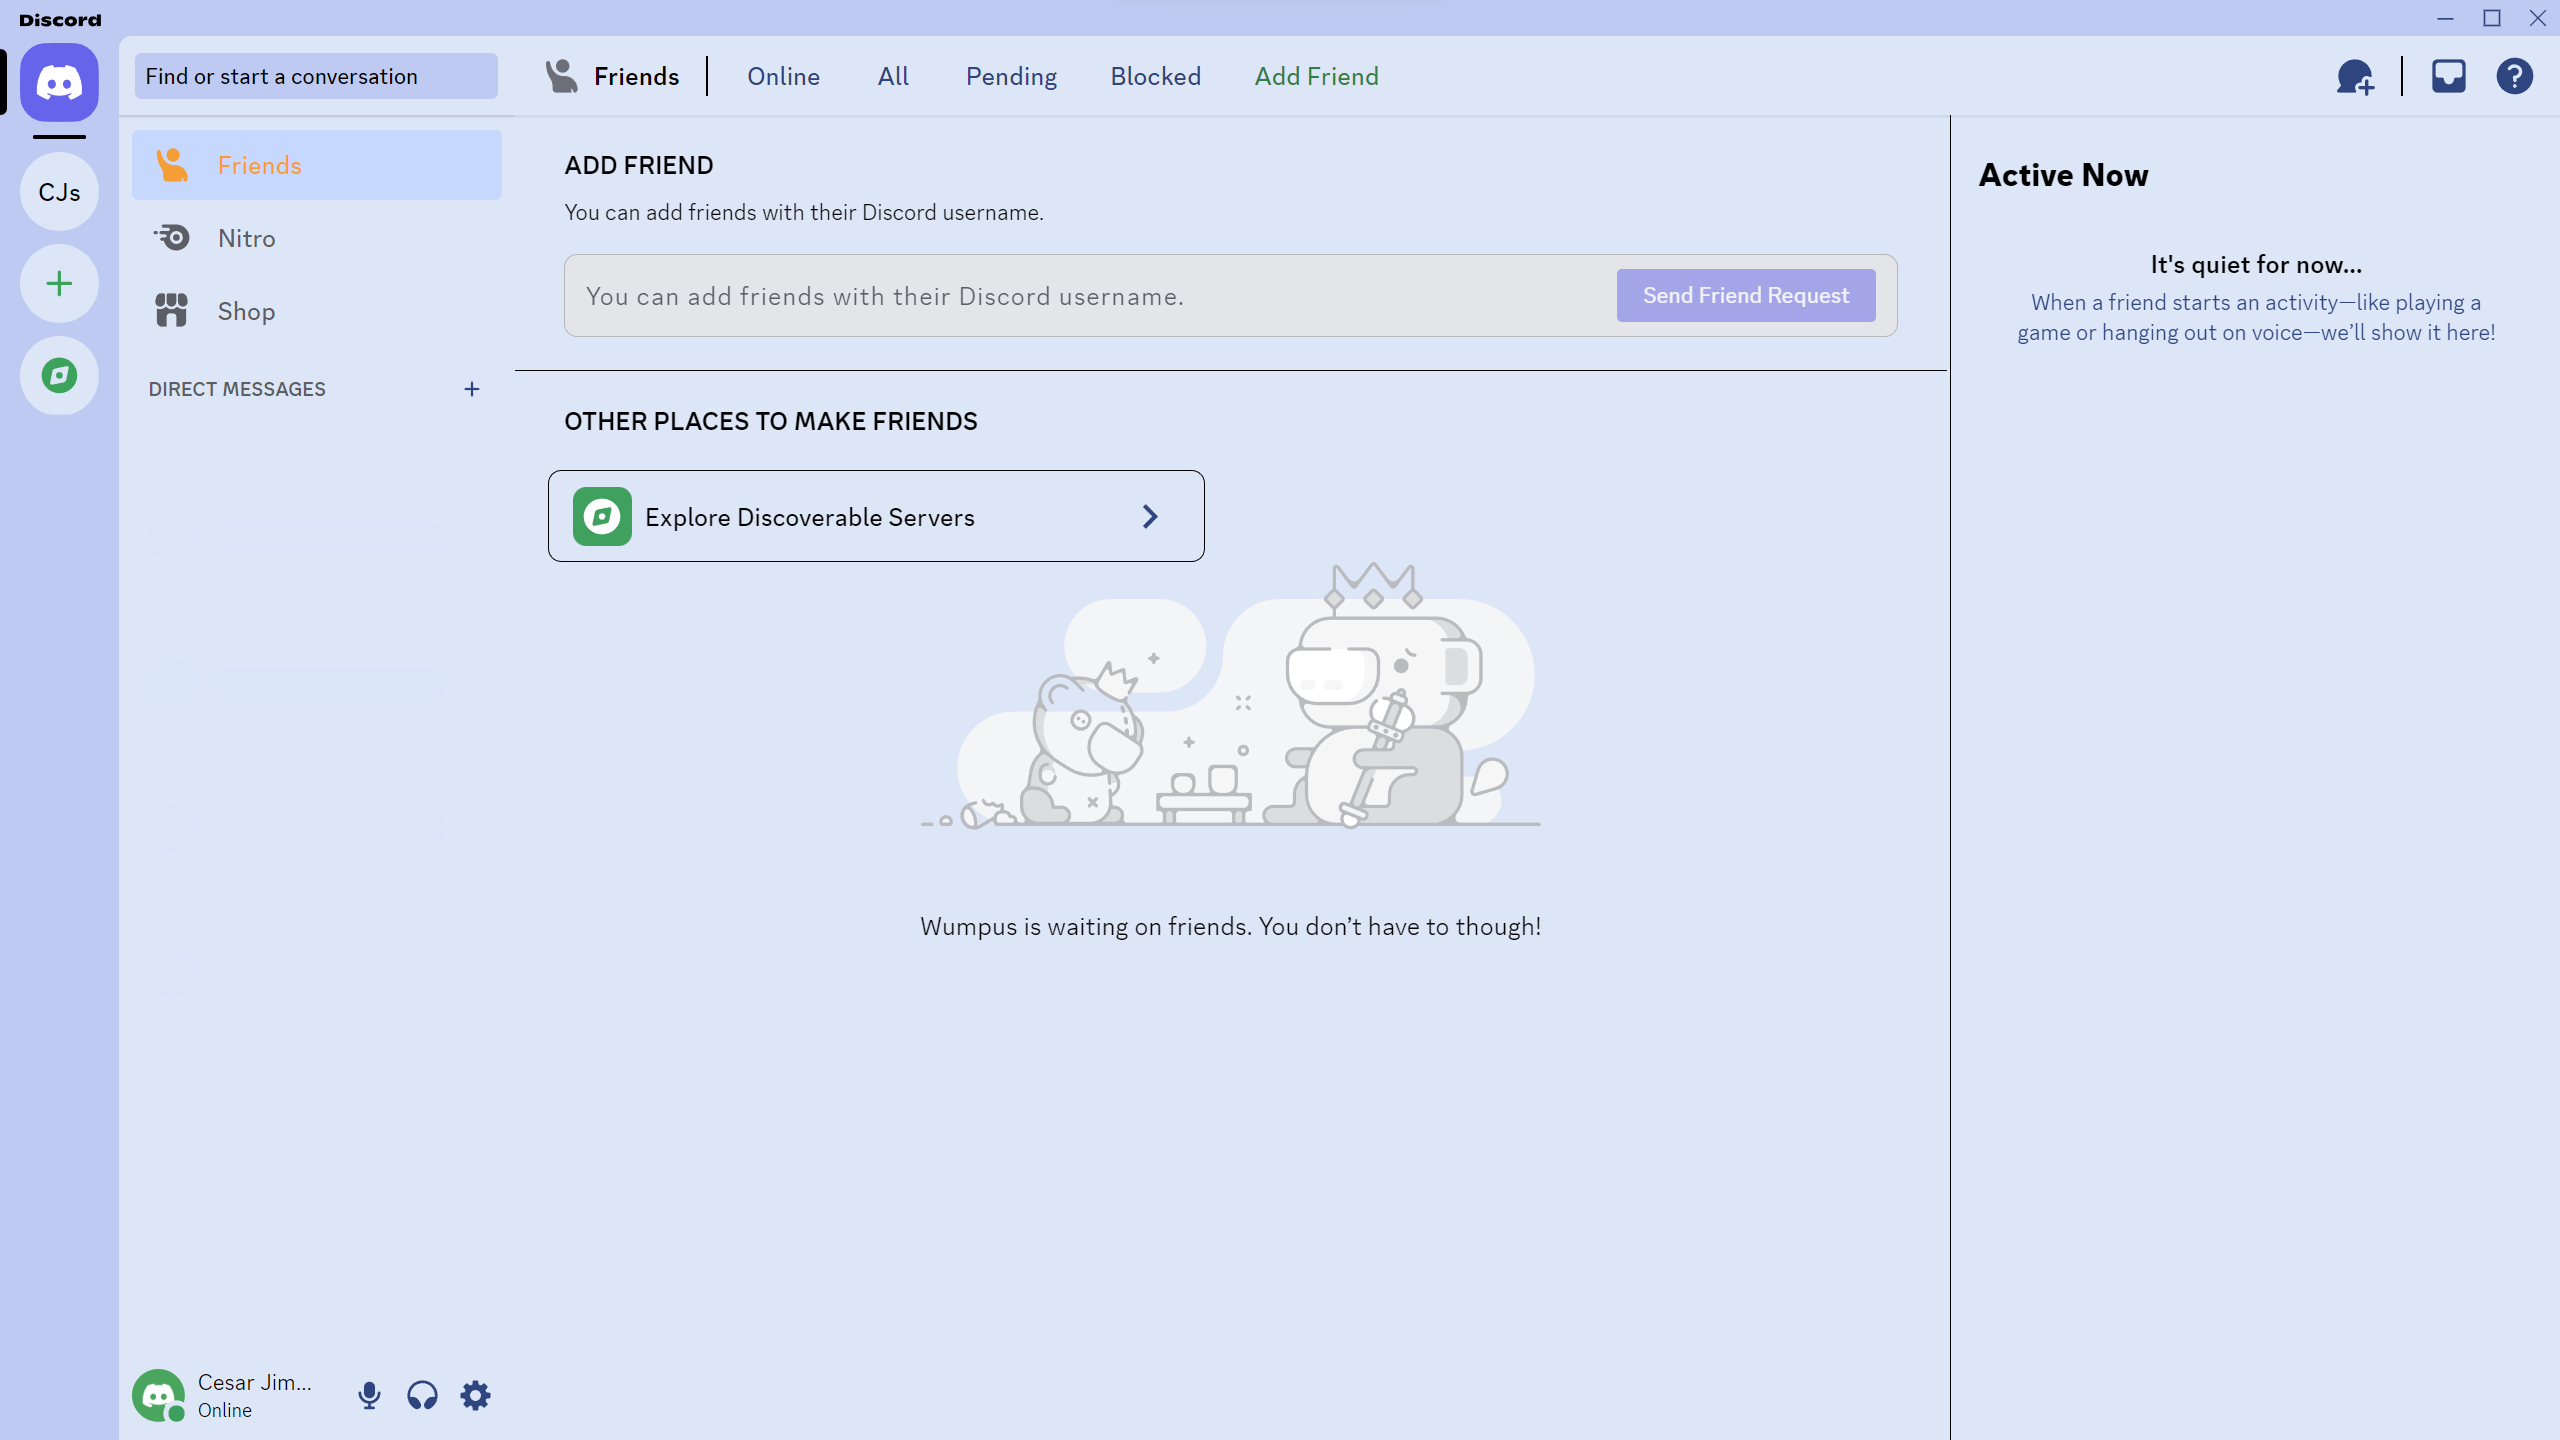 Discord
Find or start a conversation
Friends
Online
All
Pending
Blocked
Add Friend
CJs
Friends
Nitro
Shop
DIRECT MESSAGES
ADD FRIEND
You can add friends with their Discord username.
You can add friends with their Discord username.
Send Friend Request
OTHER PLACES TO MAKE FRIENDS
Explore Discoverable Servers
Wumpus is waiting on friends. You don’t have to though!
Active Now
It's quiet for now...
When a friend starts an activity—like playing a
game or hanging out on voice—we’ll show it here!
Cesar Jim...
Online